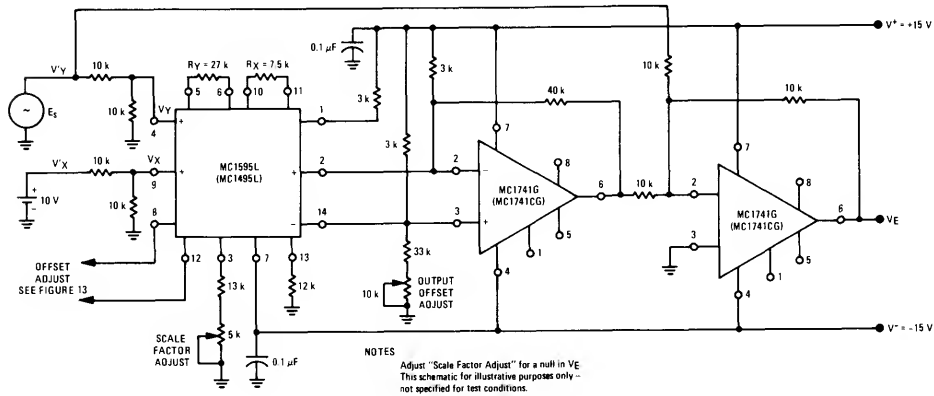 V⁺ = +15 V
0.1 µF
V'Y
10 k
RY = 27 k
RX = 7.5 k
5
6
10
11
10 k
VY
4
+
ES
3 k
1
3 k
40 k
10 k
10 k
3 k
7
7
V'X
10 k
VX
9
+
MC1595L
(MC1495L)
+
2
2
−
MC1741G
(MC1741CG)
8
6
10 k
2
−
MC1741G
(MC1741CG)
8
6
VE
+
10 V
−
10 k
8
−
14
3
+
5
1
4
3
+
5
1
4
OFFSET
ADJUST
SEE FIGURE 13
12
3
7
13
13 k
12 k
33 k
10 k
OUTPUT
OFFSET
ADJUST
SCALE
FACTOR
ADJUST
5 k
0.1 µF
V⁻ = −15 V
NOTES
Adjust "Scale Factor Adjust" for a null in VE
This schematic for illustrative purposes only –
not specified for test conditions.